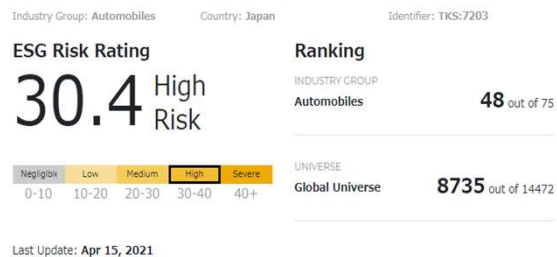 Industry Group: Automobiles Country: Japan Identifier: TKS:7203
ESG Risk Rating
30.4 High Risk
Negligible Low Medium High Severe
0-10 10-20 20-30 30-40 40+
Last Update: Apr 15, 2021
Ranking
INDUSTRY GROUP
Automobiles 48 out of 75
UNIVERSE
Global Universe 8735 out of 14472